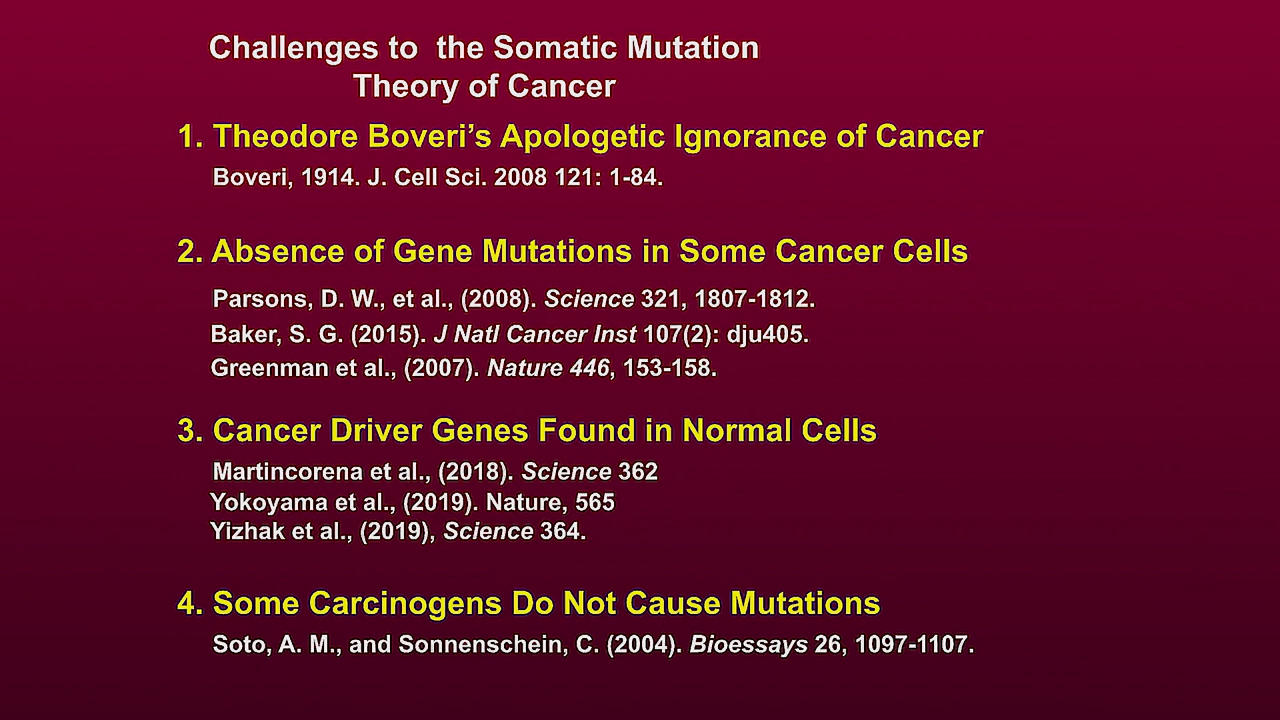 Challenges to the Somatic Mutation
Theory of Cancer
1. Theodore Boveri's Apologetic Ignorance of Cancer
Boveri, 1914. J. Cell Sci. 2008 121: 1-84.
2. Absence of Gene Mutations in Some Cancer Cells
Parsons, D. W., et al., (2008). Science 321, 1807-1812.
Baker, S. G. (2015). J Natl Cancer Inst 107(2): dju405.
Greenman et al., (2007). Nature 446, 153-158.
3. Cancer Driver Genes Found in Normal Cells
Martincorena et al., (2018). Science 362
Yokoyama et al., (2019). Nature, 565
Yizhak et al., (2019), Science 364.
4. Some Carcinogens Do Not Cause Mutations
Soto, A. M., and Sonnenschein, C. (2004). Bioessays 26, 1097-1107.